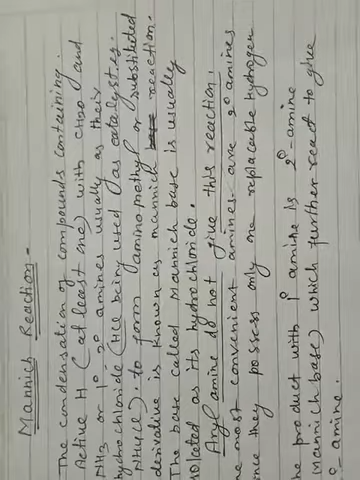 Mannich Reaction -
The condensation of compounds containing.
Active H (at least one) with CH2O and
NH3 or 1° 2° amines usually as their
hydrochloride (HCl being used as catalyst. eg.
NH4Cl). to form aminomethyl or substituted
derivative is known as mannich reaction.
The base called Mannich base is usually
isolated as its hydrochloride.
Aryl amine do not give this reaction.
The most convenient amines are 2° amines
since they possess only one replacable hydrogen
The product with 1° amine is 2°-amine
(Mannich base) which further react to give
3°-amine.